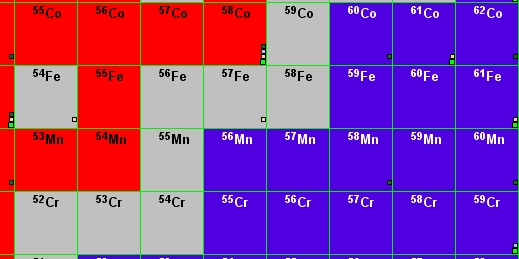 55Co 56Co 57Co 58Co 59Co 60Co 61Co 62Co
54Fe 55Fe 56Fe 57Fe 58Fe 59Fe 60Fe 61Fe
53Mn 54Mn 55Mn 56Mn 57Mn 58Mn 59Mn 60Mn
52Cr 53Cr 54Cr 55Cr 56Cr 57Cr 58Cr 59Cr